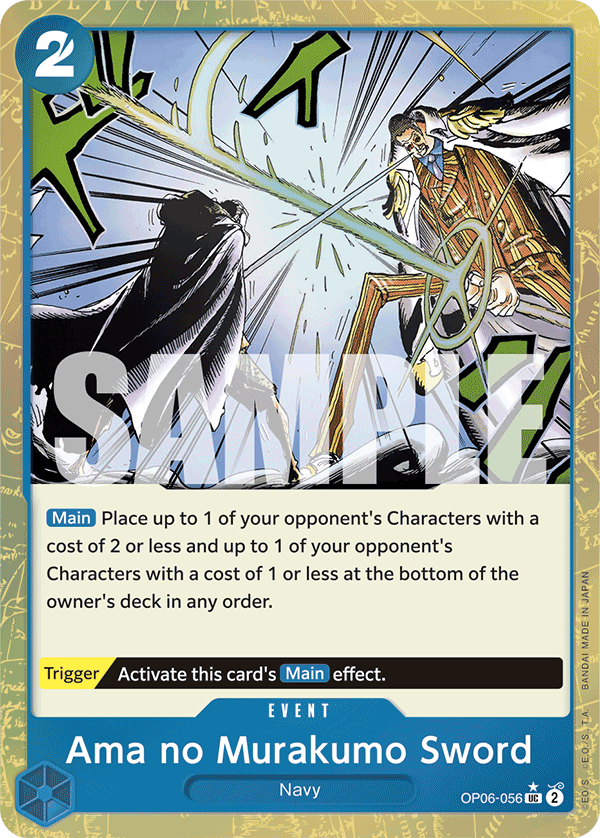 2
SAMPLE
Main Place up to 1 of your opponent's Characters with a
cost of 2 or less and up to 1 of your opponent's
Characters with a cost of 1 or less at the bottom of the
owner's deck in any order.
Trigger Activate this card's Main effect.
EVENT
Ama no Murakumo Sword
Navy
OP06-056 UC 2
©E.O/S. ©E.O./S., T.A. BANDAI MADE IN JAPAN